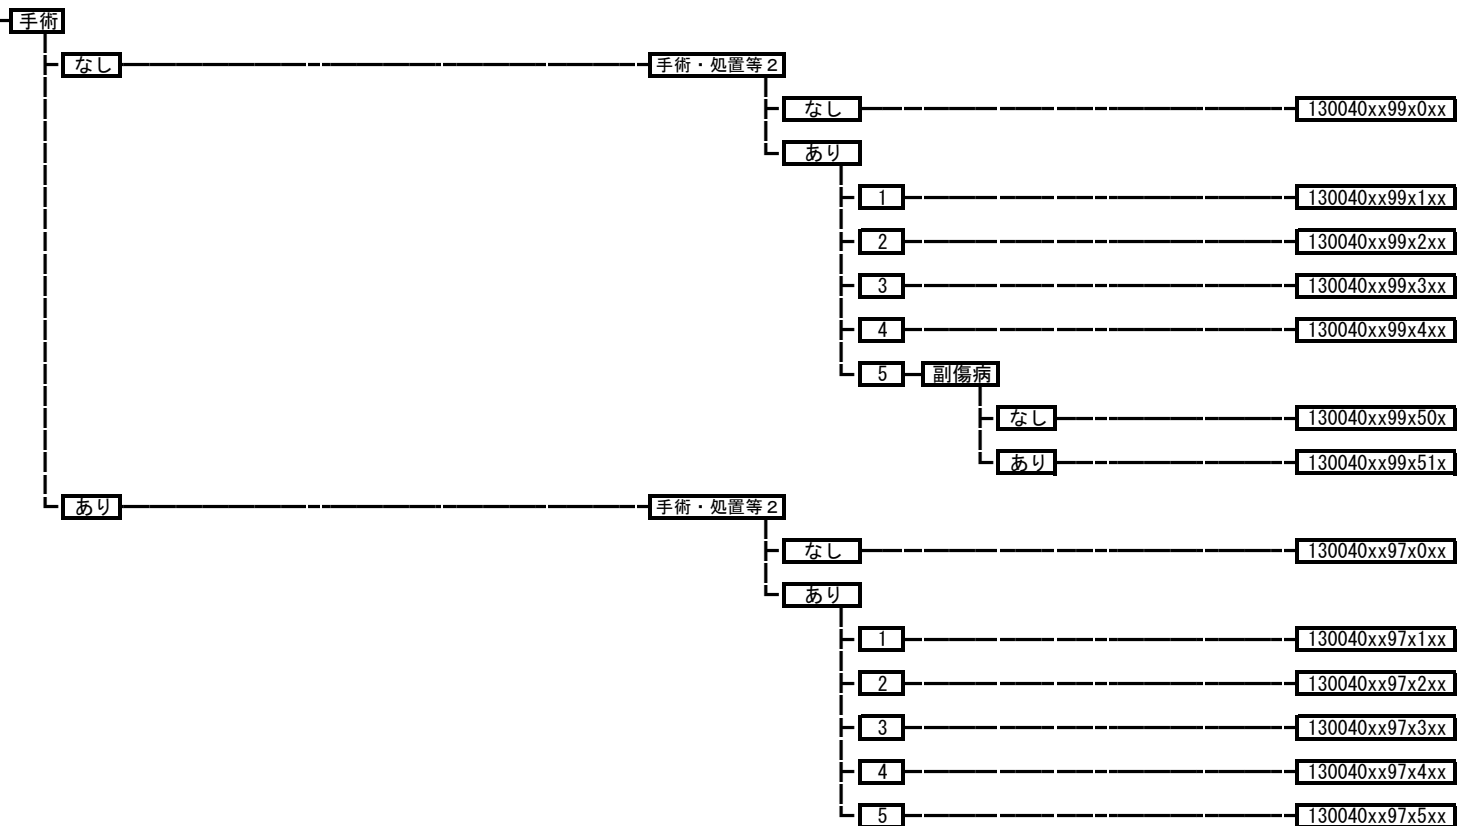 手術
なし 手術・処置等2
なし 130040xx99x0xx
あり
1 130040xx99x1xx
2 130040xx99x2xx
3 130040xx99x3xx
4 130040xx99x4xx
5 副傷病
なし 130040xx99x50x
あり 130040xx99x51x
あり 手術・処置等2
なし 130040xx97x0xx
あり
1 130040xx97x1xx
2 130040xx97x2xx
3 130040xx97x3xx
4 130040xx97x4xx
5 130040xx97x5xx